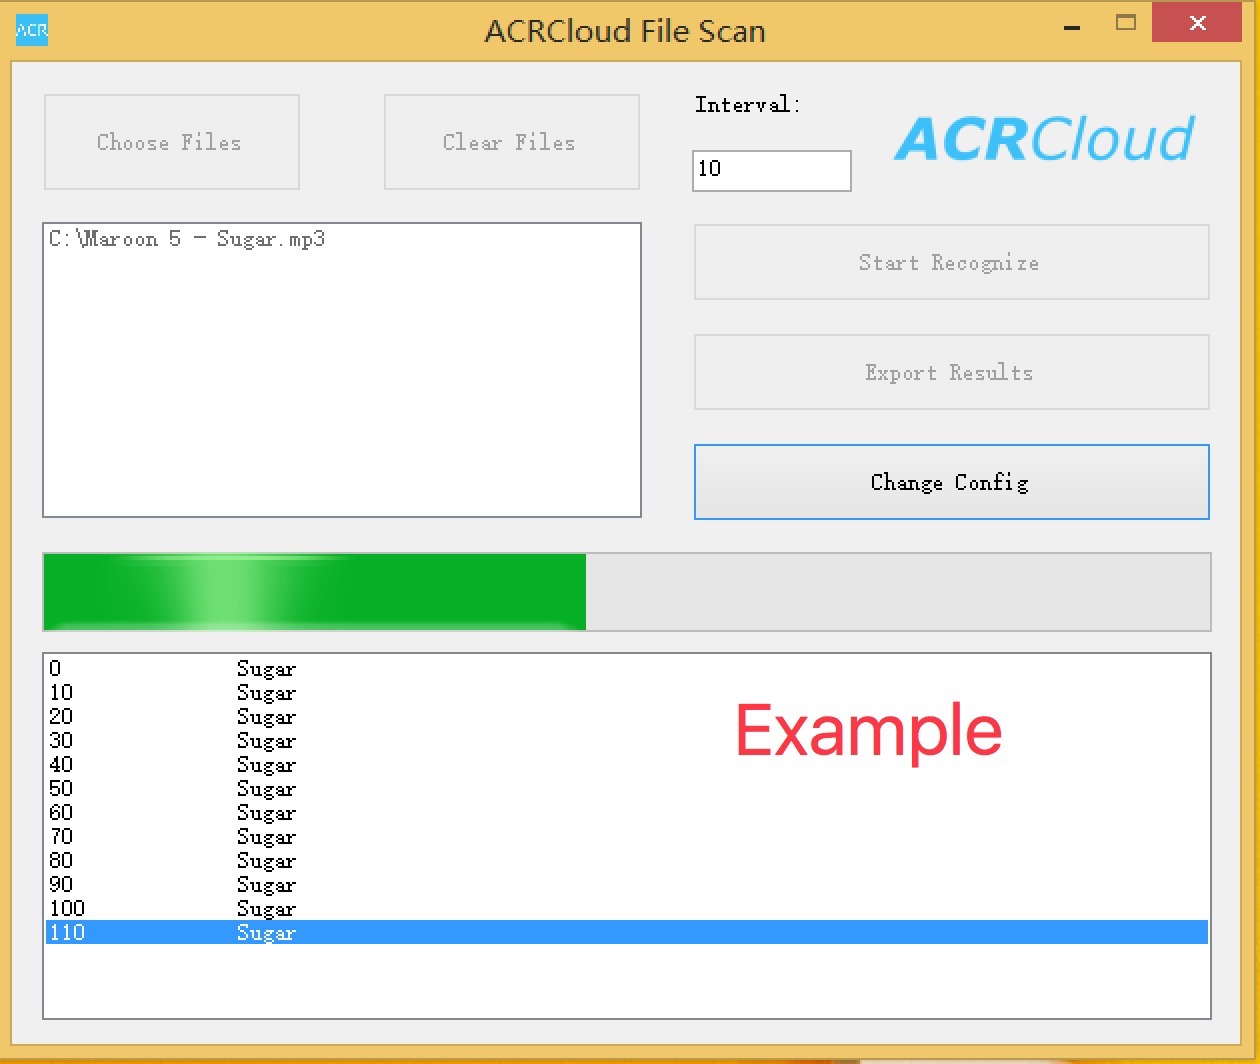 ACR
ACRCloud File Scan
Choose Files
Clear Files
Interval:
10
ACRCloud
C:\Maroon 5 - Sugar.mp3
Start Recognize
Export Results
Change Config
0 Sugar
10 Sugar
20 Sugar
30 Sugar
40 Sugar
50 Sugar
60 Sugar
70 Sugar
80 Sugar
90 Sugar
100 Sugar
110 Sugar
Example